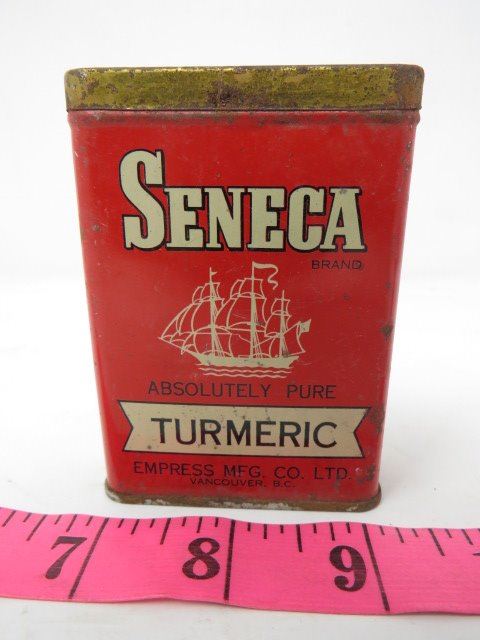 SENECA
BRAND
ABSOLUTELY PURE
TURMERIC
EMPRESS MFG. CO. LTD.
VANCOUVER, B.C.
7 8 9